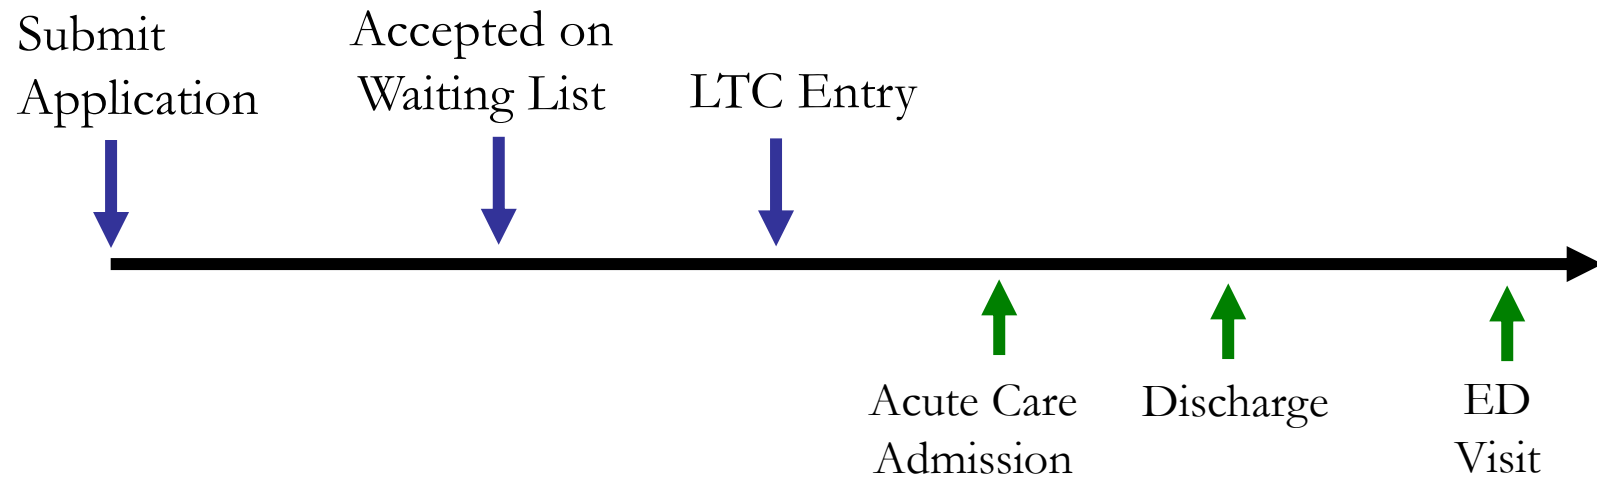 Submit
Application
Accepted on
Waiting List
LTC Entry
Acute Care
Admission
Discharge
ED
Visit